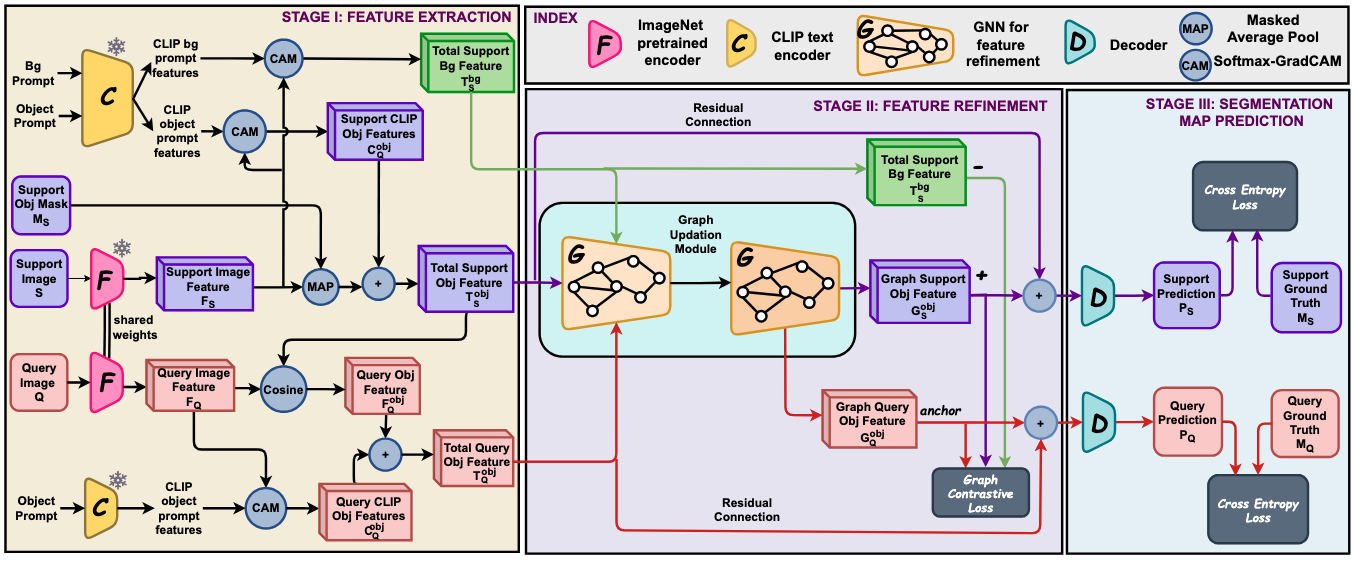 STAGE I: FEATURE EXTRACTION
Bg
Prompt
Object
Prompt
C
CLIP bg
prompt
features
CLIP
object
prompt
features
CAM
CAM
Total Support
Bg Feature
T_S^bg
Support CLIP
Obj Features
C_Q^obj
Support
Obj Mask
M_S
Support
Image
S
F
Support Image
Feature
F_S
MAP
+
Total Support
Obj Feature
T_S^obj
shared
weights
Query
Image
Q
F
Query Image
Feature
F_Q
Cosine
Query Obj
Feature
F_Q^obj
+
Total Query
Obj Feature
T_Q^obj
Object
Prompt
C
CLIP
object
prompt
features
CAM
Query CLIP
Obj Features
C_Q^obj
INDEX
F
ImageNet
pretrained
encoder
C
CLIP text
encoder
G
GNN for
feature
refinement
D
Decoder
MAP
Masked
Average Pool
CAM
Softmax-GradCAM
STAGE II: FEATURE REFINEMENT
Residual
Connection
Total Support
Bg Feature
T_S^bg
−
Graph
Updation
Module
G
G
Graph Support
Obj Feature
G_S^obj
+
+
Graph Query
Obj Feature
G_Q^obj
anchor
+
Graph
Contrastive
Loss
Residual
Connection
STAGE III: SEGMENTATION
MAP PREDICTION
Cross Entropy
Loss
D
Support
Prediction
P_S
Support
Ground
Truth
M_S
D
Query
Prediction
P_Q
Query
Ground
Truth
M_Q
Cross Entropy
Loss